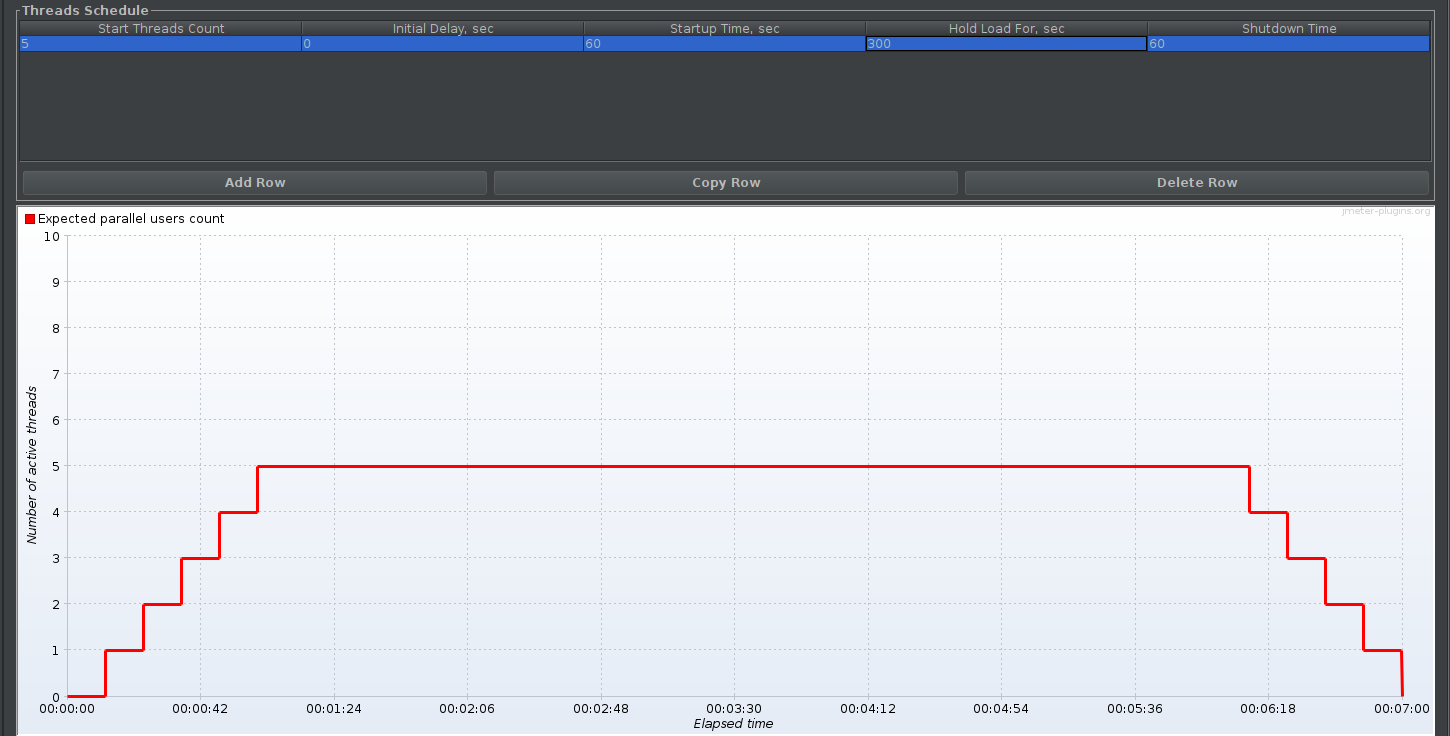 Threads Schedule
Start Threads Count Initial Delay, sec Startup Time, sec Hold Load For, sec Shutdown Time
5 0 60 300 60
Add Row Copy Row Delete Row
Expected parallel users count
jmeter-plugins.org
10
9
8
7
6
5
4
3
2
1
0
Number of active threads
00:00:00 00:00:42 00:01:24 00:02:06 00:02:48 00:03:30 00:04:12 00:04:54 00:05:36 00:06:18 00:07:00
Elapsed time